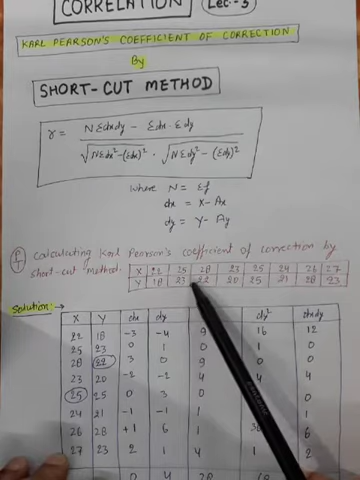 CORRELATION Lec-3
KARL PEARSON'S COEFFICIENT OF CORRECTION
By
SHORT-CUT METHOD
r = NΣdxdy - Σdx·Σdy
√NΣdx²-(Σdx)² · √NΣdy²-(Σdy)²
Where N = Σf
dx = X-Ax
dy = Y-Ay
Calculating Karl Pearson's coefficient of correction by
short-cut method. X 22 25 28 23 25 24 26 27
Y 18 23 22 20 25 21 28 23
Solution:→
X Y dx dy dy² dxdy
22 18 -3 -4 9 16 12
25 23 0 1 0 1 0
28 22 3 0 9 0 0
23 20 -2 -2 4 4 4
25 25 0 3 0 0
24 21 -1 -1 1 1
26 28 +1 6 1 36 6
27 23 2 1 4 1 2
0 4 28